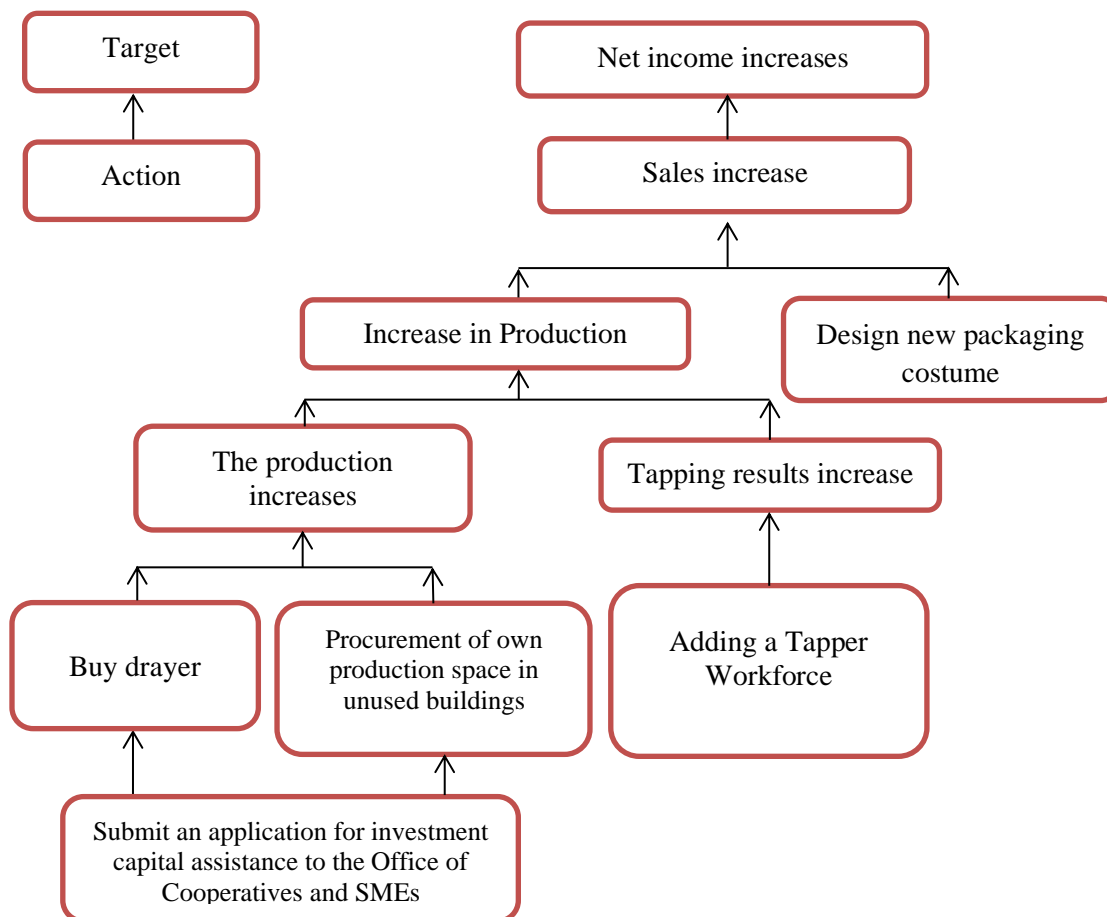 Target
Net income increases
Action
Sales increase
Increase in Production
Design new packaging
costume
The production
increases
Tapping results increase
Buy drayer
Procurement of own
production space in
unused buildings
Adding a Tapper
Workforce
Submit an application for investment
capital assistance to the Office of
Cooperatives and SMEs